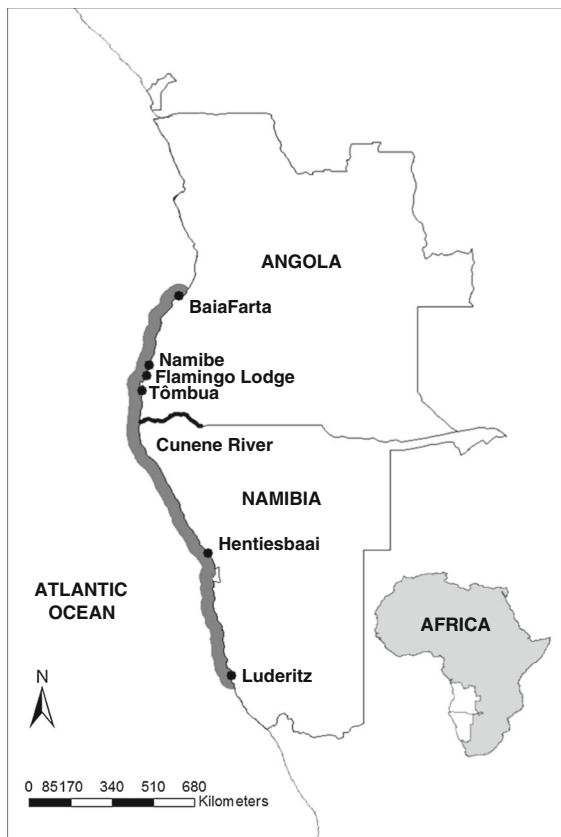 ANGOLA
BaiaFarta
Namibe
Flamingo Lodge
Tômbua
Cunene River
NAMIBIA
Hentiesbaai
ATLANTIC
OCEAN
AFRICA
Luderitz
N
0 85170 340 510 680
Kilometers